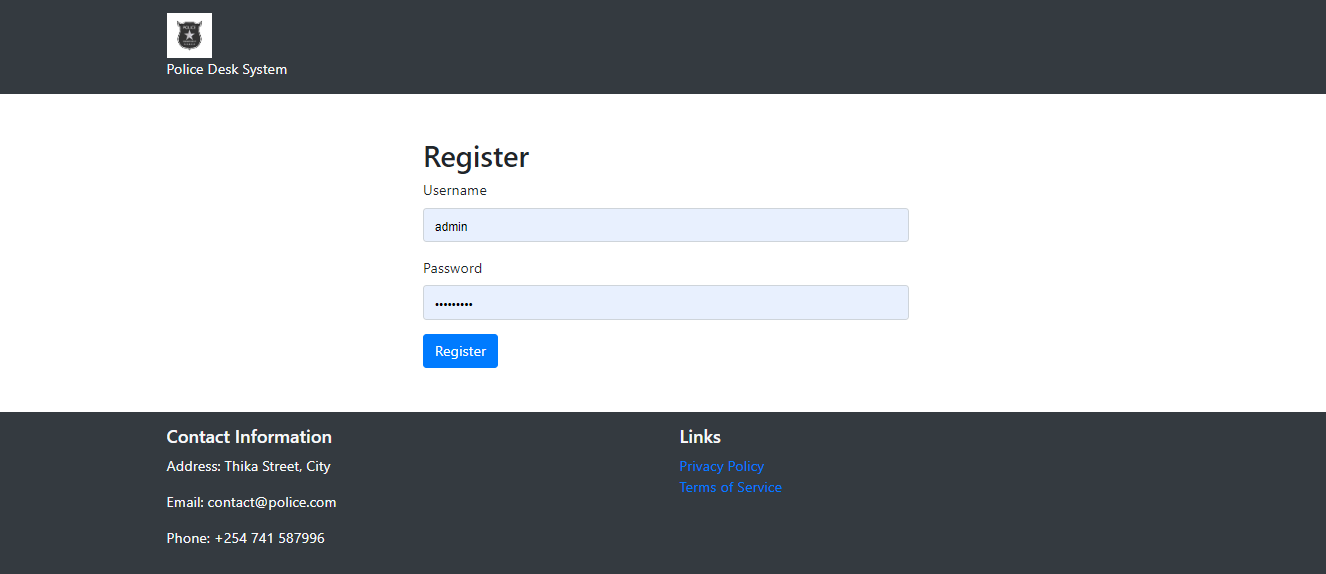 POLICE
Police Desk System
Register
Username
admin
Password
•••••••••
Register
Contact Information
Address: Thika Street, City
Email: contact@police.com
Phone: +254 741 587996
Links
Privacy Policy
Terms of Service